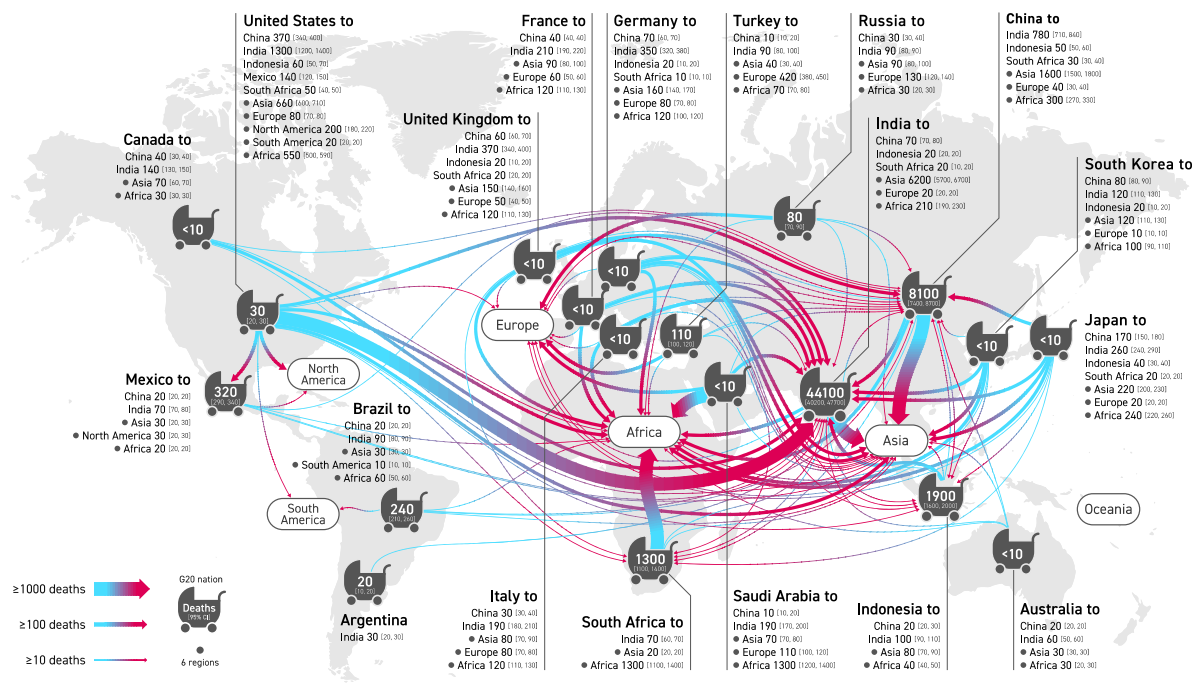 United States to
China 370 [340, 400]
India 1300 [1200, 1400]
Indonesia 60 [50, 70]
Mexico 140 [120, 150]
South Africa 50 [40, 50]
● Asia 660 [600, 710]
● Europe 80 [70, 80]
● North America 200 [180, 220]
● South America 20 [20, 20]
● Africa 550 [500, 590]
France to
China 40 [40, 40]
India 210 [190, 220]
● Asia 90 [80, 100]
● Europe 60 [50, 60]
● Africa 120 [110, 130]
Germany to
China 70 [60, 70]
India 350 [320, 380]
Indonesia 20 [10, 20]
South Africa 10 [10, 10]
● Asia 160 [140, 170]
● Europe 80 [70, 80]
● Africa 120 [100, 120]
Turkey to
China 10 [10, 20]
India 90 [80, 100]
● Asia 40 [30, 40]
● Europe 420 [380, 450]
● Africa 70 [70, 80]
Russia to
China 30 [30, 40]
India 90 [80, 90]
● Asia 90 [80, 100]
● Europe 130 [120, 140]
● Africa 30 [20, 30]
China to
India 780 [710, 840]
Indonesia 50 [50, 60]
South Africa 30 [30, 40]
● Asia 1600 [1500, 1800]
● Europe 40 [30, 40]
● Africa 300 [270, 330]
Canada to
China 40 [30, 40]
India 140 [130, 150]
● Asia 70 [60, 70]
● Africa 30 [30, 30]
United Kingdom to
China 60 [60, 70]
India 370 [340, 400]
Indonesia 20 [10, 20]
South Africa 20 [20, 20]
● Asia 150 [140, 160]
● Europe 50 [40, 50]
● Africa 120 [110, 130]
India to
China 70 [70, 80]
Indonesia 20 [20, 20]
South Africa 20 [10, 20]
● Asia 6200 [5700, 6700]
● Europe 20 [20, 20]
● Africa 210 [190, 230]
South Korea to
China 80 [80, 90]
India 120 [110, 130]
Indonesia 20 [10, 20]
● Asia 120 [110, 130]
● Europe 10 [10, 10]
● Africa 100 [90, 110]
<10
80
[70, 90]
<10
<10
8100
[7400, 8700]
30
[20, 30]
<10
Europe
<10
110
[100, 120]
<10
<10
Japan to
China 170 [150, 180]
India 260 [240, 290]
Indonesia 40 [30, 40]
South Africa 20 [20, 20]
● Asia 220 [200, 230]
● Europe 20 [20, 20]
● Africa 240 [220, 260]
North
America
320
[290, 340]
<10
44100
[40200, 47700]
Mexico to
China 20 [20, 20]
India 70 [70, 80]
● Asia 30 [20, 30]
● North America 30 [20, 30]
● Africa 20 [20, 20]
Brazil to
China 20 [20, 20]
India 90 [80, 90]
● Asia 30 [30, 30]
● South America 10 [10, 10]
● Africa 60 [50, 60]
Africa
Asia
South
America
240
[210, 260]
1900
[1600, 2000]
Oceania
1300
[1100, 1400]
<10
20
[10, 20]
≥1000 deaths
≥100 deaths
≥10 deaths
G20 nation
Deaths
[95% CI]
●
6 regions
Argentina
India 30 [20, 30]
Italy to
China 30 [30, 40]
India 190 [180, 210]
● Asia 80 [70, 90]
● Europe 80 [70, 80]
● Africa 120 [110, 130]
South Africa to
India 70 [60, 70]
● Asia 20 [20, 20]
● Africa 1300 [1100, 1400]
Saudi Arabia to
China 10 [10, 20]
India 190 [170, 200]
● Asia 70 [70, 80]
● Europe 110 [100, 120]
● Africa 1300 [1200, 1400]
Indonesia to
China 20 [20, 30]
India 100 [90, 110]
● Asia 80 [70, 90]
● Africa 40 [40, 50]
Australia to
China 20 [20, 20]
India 60 [50, 60]
● Asia 30 [30, 30]
● Africa 30 [20, 30]